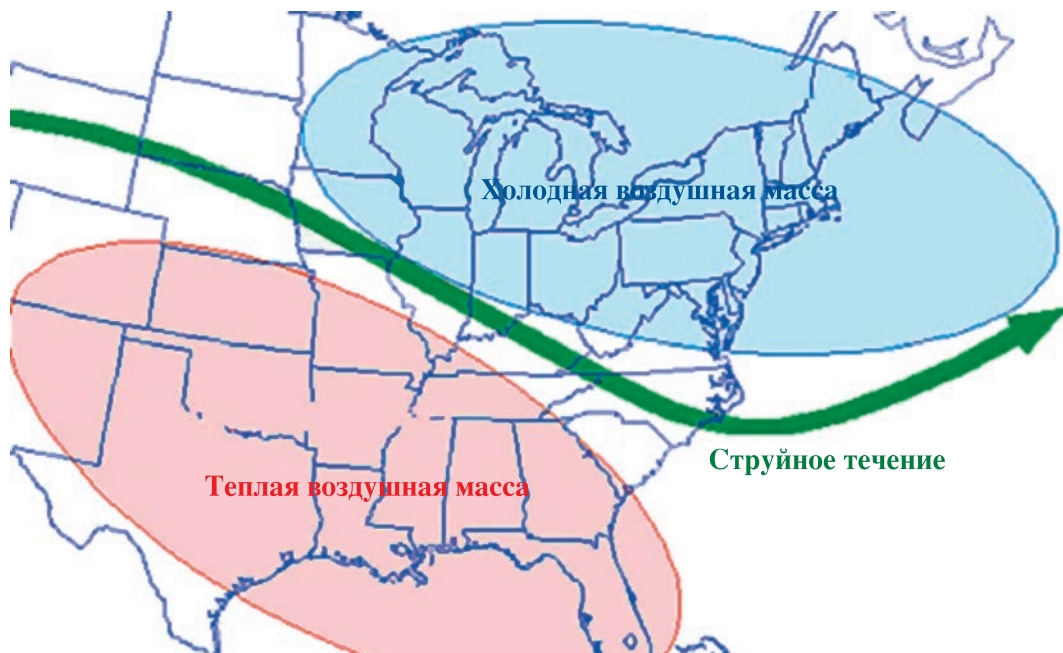 Холодная воздушная масса
Теплая воздушная масса
Струйное течение